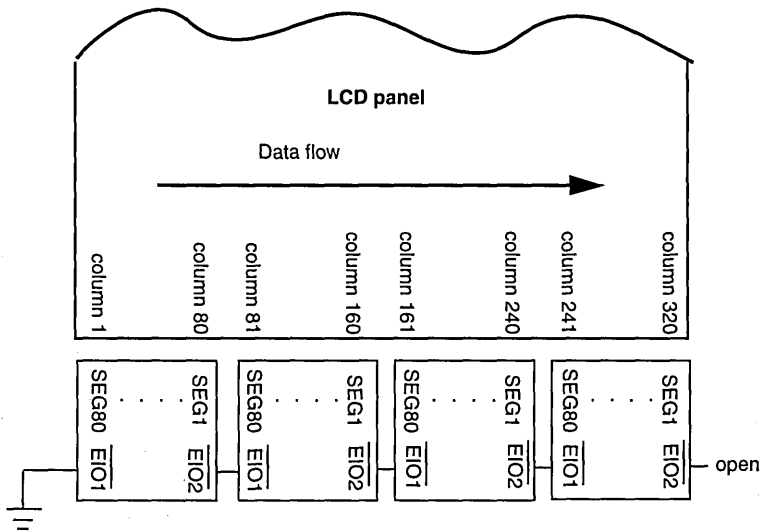 LCD panel
Data flow
column 1
column 80
column 81
column 160
column 161
column 240
column 241
column 320
SEG80 . . . . SEG1
EIO1 EIO2
SEG80 . . . . SEG1
EIO1 EIO2
SEG80 . . . . SEG1
EIO1 EIO2
SEG80 . . . . SEG1
EIO1 EIO2
open